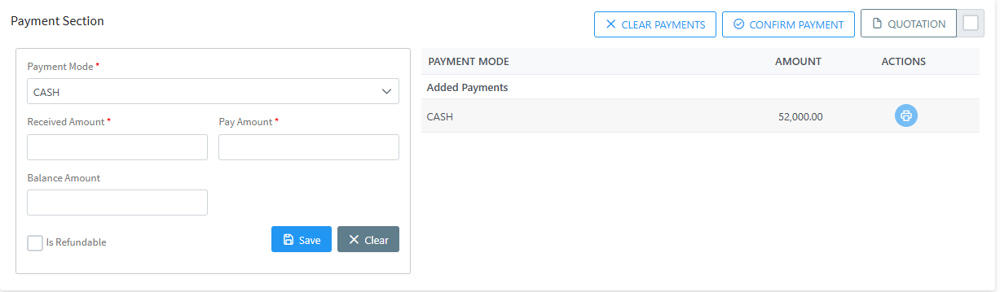 Payment Section
CLEAR PAYMENTS
CONFIRM PAYMENT
QUOTATION
Payment Mode *
CASH
Received Amount * Pay Amount *
Balance Amount
Is Refundable
Save
Clear
PAYMENT MODE AMOUNT ACTIONS
Added Payments
CASH 52,000.00